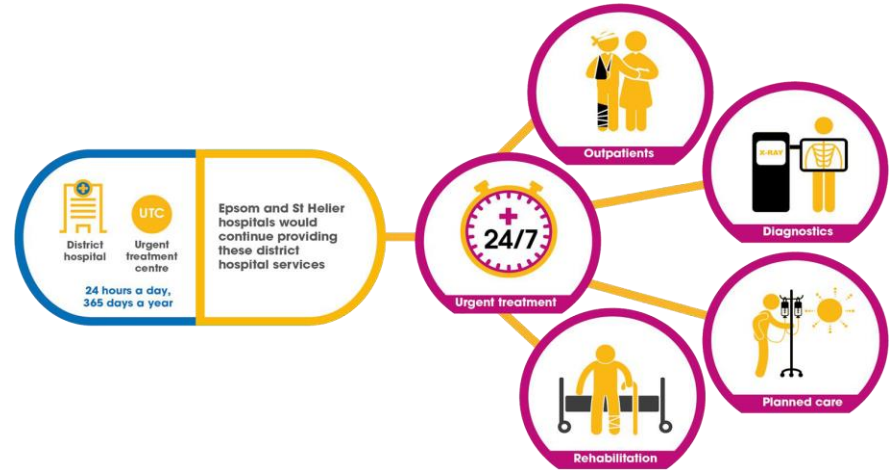 UTC
District
hospital
Urgent
treatment
centre
24 hours a day,
365 days a year
Epsom and St Helier
hospitals would
continue providing
these district
hospital services
24/7
Urgent treatment
Outpatients
X-RAY
Diagnostics
Planned care
Rehabilitation